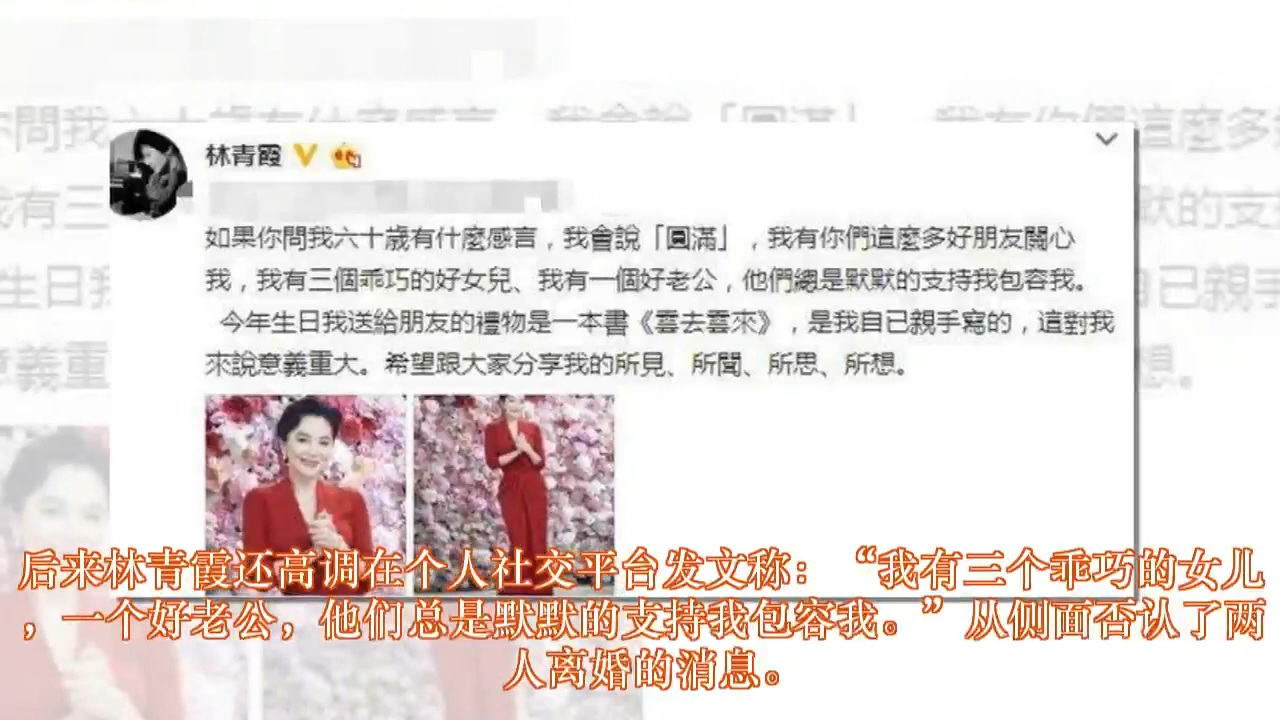 林青霞
如果你問我六十歲有什麼感言，我會說「圓滿」，我有你們這麼多好朋友關心
我，我有三個乖巧的好女兒、我有一個好老公，他們總是默默的支持我包容我。
今年生日我送給朋友的禮物是一本書《雲去雲來》，是我自己親手寫的，這對我
來說意義重大。希望跟大家分享我的所見、所聞、所思、所想。
后来林青霞还高调在个人社交平台发文称：“我有三个乖巧的女儿
，一个好老公，他们总是默默的支持我包容我。”从侧面否认了两
人离婚的消息。